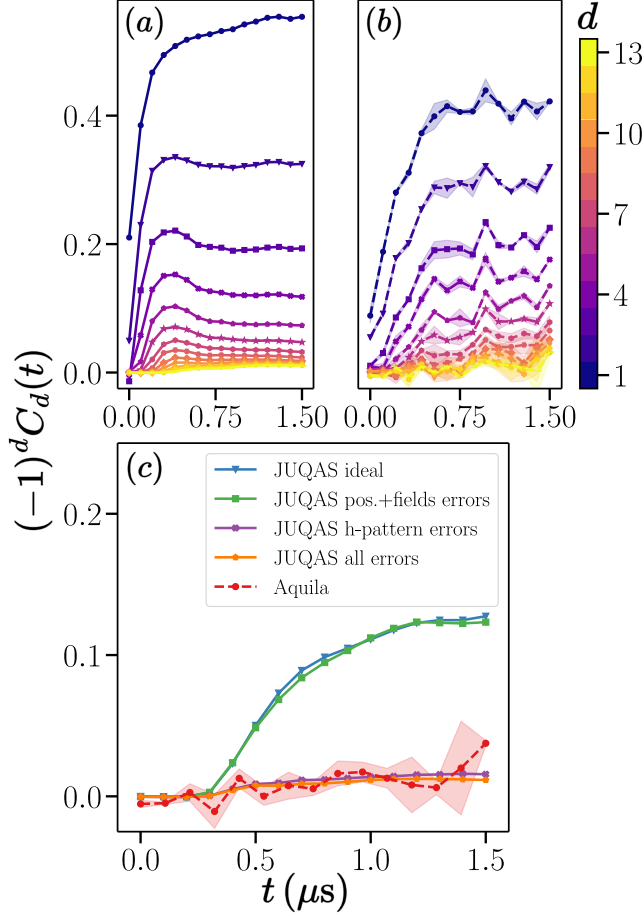 (a)
(b)
d
0.4
0.2
0.0
0.00
0.75
1.50
0.00
0.75
1.50
13
10
7
4
1
(−1)^d C_d(t)
(c)
JUQAS ideal
JUQAS pos.+fields errors
JUQAS h-pattern errors
JUQAS all errors
Aquila
0.2
0.1
0.0
0.0
0.5
1.0
1.5
t (μs)